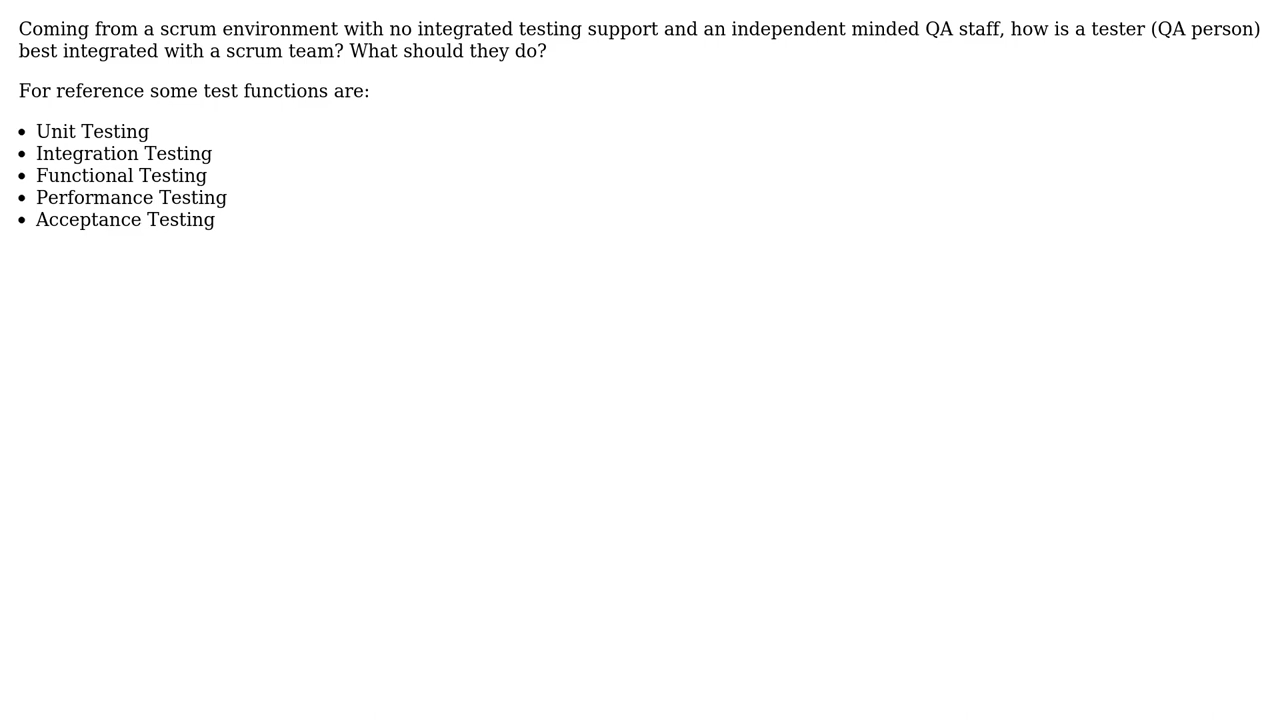 Coming from a scrum environment with no integrated testing support and an independent minded QA staff, how is a tester (QA person)
best integrated with a scrum team? What should they do?
For reference some test functions are:
• Unit Testing
• Integration Testing
• Functional Testing
• Performance Testing
• Acceptance Testing